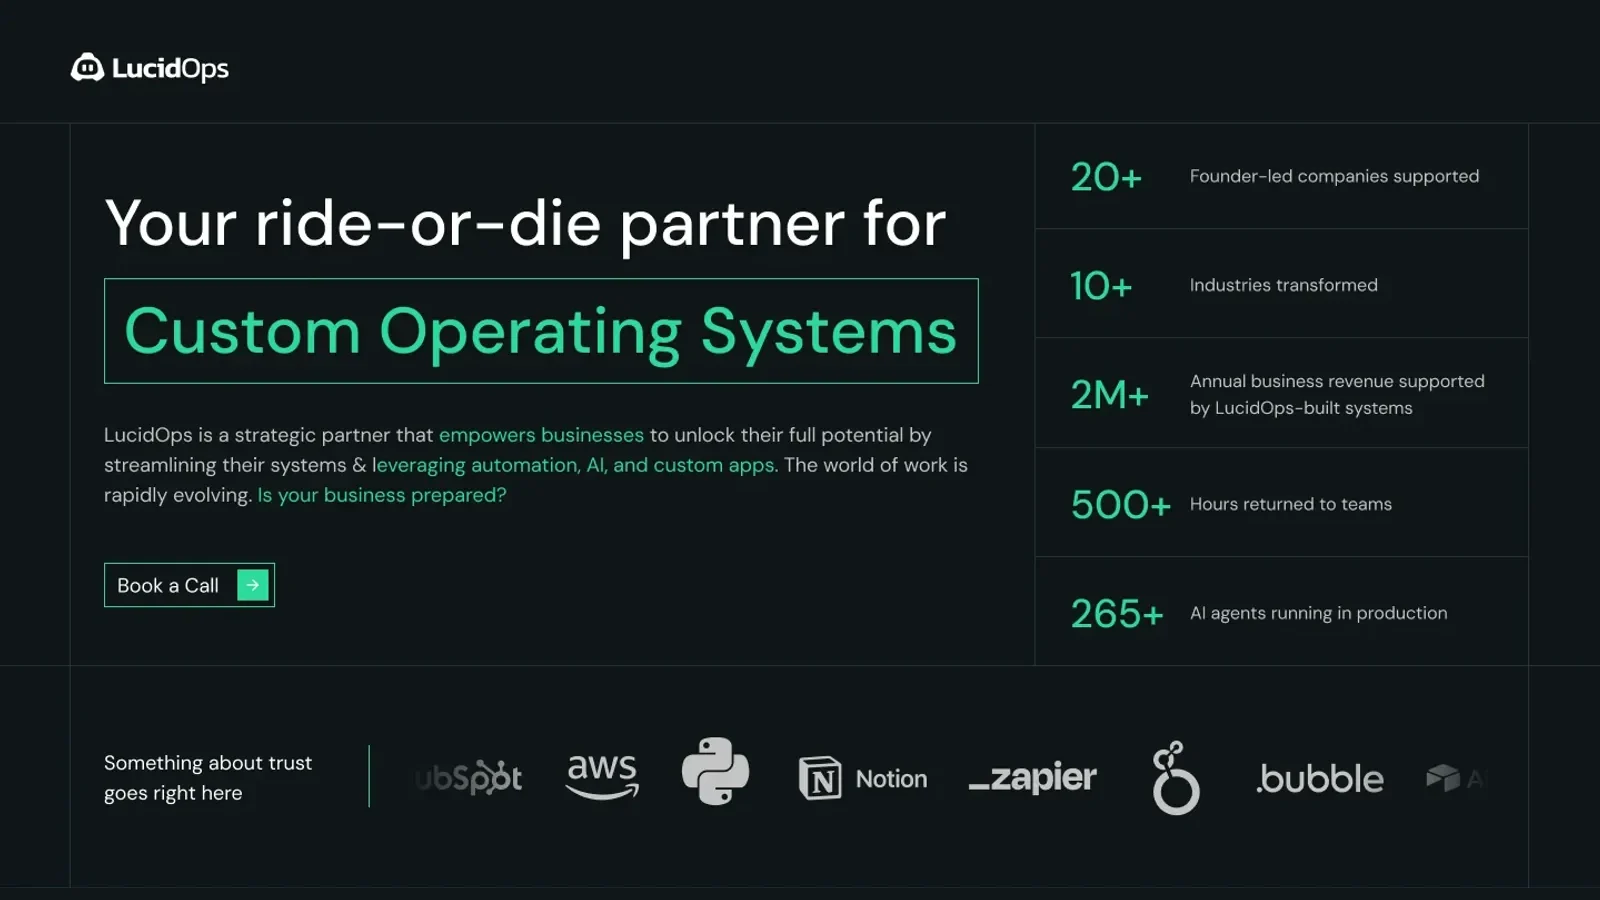 LucidOps
Your ride-or-die partner for
Custom Operating Systems
LucidOps is a strategic partner that empowers businesses to unlock their full potential by
streamlining their systems & leveraging automation, AI, and custom apps. The world of work is
rapidly evolving. Is your business prepared?
Book a Call
20+ Founder-led companies supported
10+ Industries transformed
2M+ Annual business revenue supported
by LucidOps-built systems
500+ Hours returned to teams
265+ AI agents running in production
Something about trust
goes right here
ubSpot
aws
N Notion
_zapier
.bubble
A